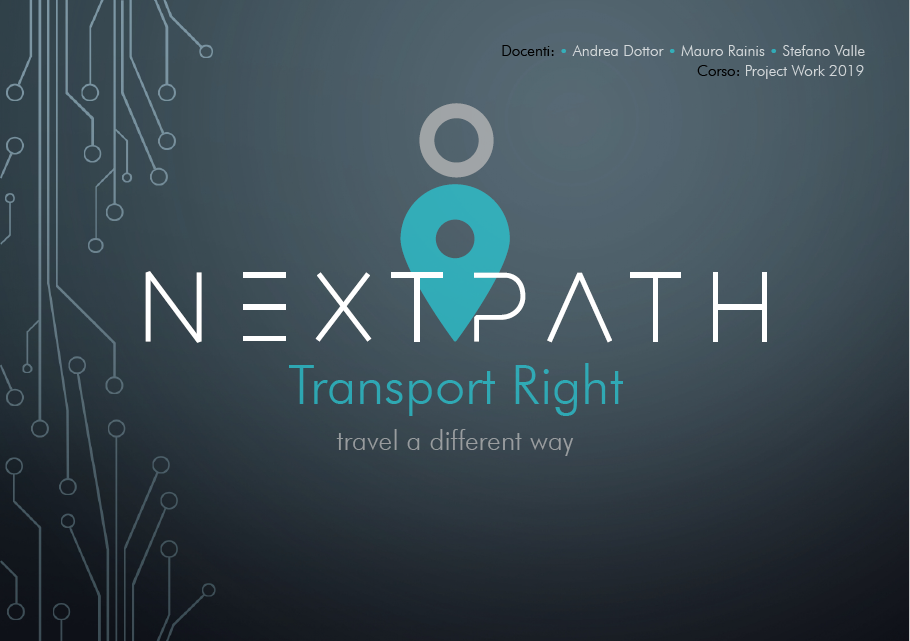 Docenti: • Andrea Dottor • Mauro Rainis • Stefano Valle
Corso: Project Work 2019
NEXTPATH
Transport Right
travel a different way